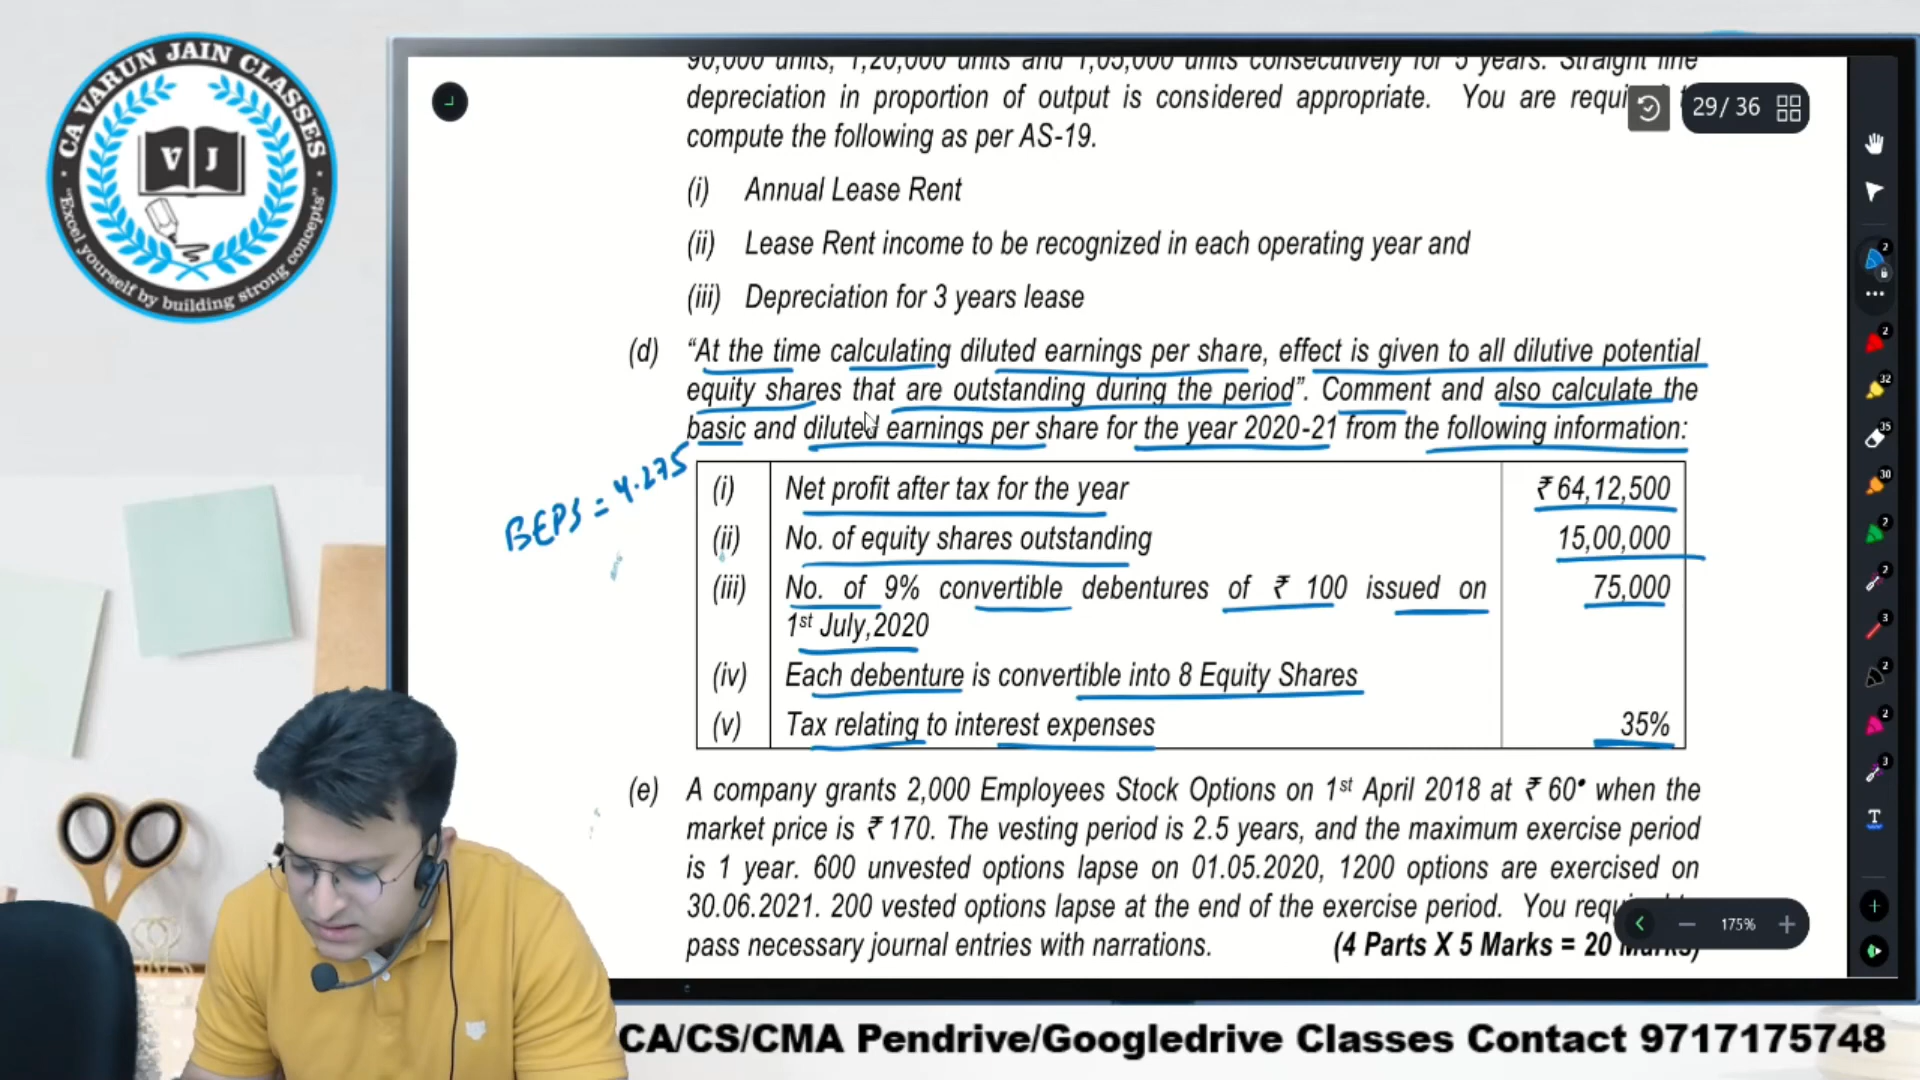 CA VARUN JAIN CLASSES
V J
"Excel yourself by building strong concepts"
90,000 units, 1,20,000 units and 1,05,000 units consecutively for 3 years. Straight line
depreciation in proportion of output is considered appropriate. You are requi
compute the following as per AS-19.
29/ 36
(i) Annual Lease Rent
(ii) Lease Rent income to be recognized in each operating year and
(iii) Depreciation for 3 years lease
(d) “At the time calculating diluted earnings per share, effect is given to all dilutive potential
equity shares that are outstanding during the period”. Comment and also calculate the
basic and diluted earnings per share for the year 2020-21 from the following information:
BEPS = 4.275
(i) Net profit after tax for the year ₹ 64,12,500
(ii) No. of equity shares outstanding 15,00,000
(iii) No. of 9% convertible debentures of ₹ 100 issued on 75,000
1st July,2020
(iv) Each debenture is convertible into 8 Equity Shares
(v) Tax relating to interest expenses 35%
(e) A company grants 2,000 Employees Stock Options on 1st April 2018 at ₹ 60 when the
market price is ₹ 170. The vesting period is 2.5 years, and the maximum exercise period
is 1 year. 600 unvested options lapse on 01.05.2020, 1200 options are exercised on
30.06.2021. 200 vested options lapse at the end of the exercise period. You requ
pass necessary journal entries with narrations. (4 Parts X 5 Marks = 20 Marks)
175%
2
2
32
35
30
2
2
3
2
2
3
T
CA/CS/CMA Pendrive/Googledrive Classes Contact 9717175748